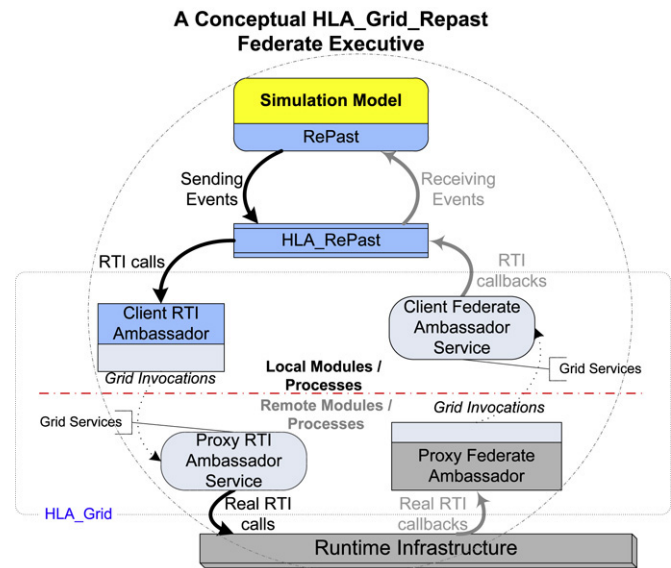 A Conceptual HLA_Grid_Repast
Federate Executive
Simulation Model
RePast
Sending
Events
Receiving
Events
HLA_RePast
RTI calls
RTI
callbacks
Client RTI
Ambassador
Client Federate
Ambassador
Service
Grid Services
Grid Invocations
Local Modules /
Processes
Remote Modules /
Processes
Grid Invocations
Grid Services
Proxy RTI
Ambassador
Service
Proxy Federate
Ambassador
Real RTI
calls
Real RTI
callbacks
HLA_Grid
Runtime Infrastructure